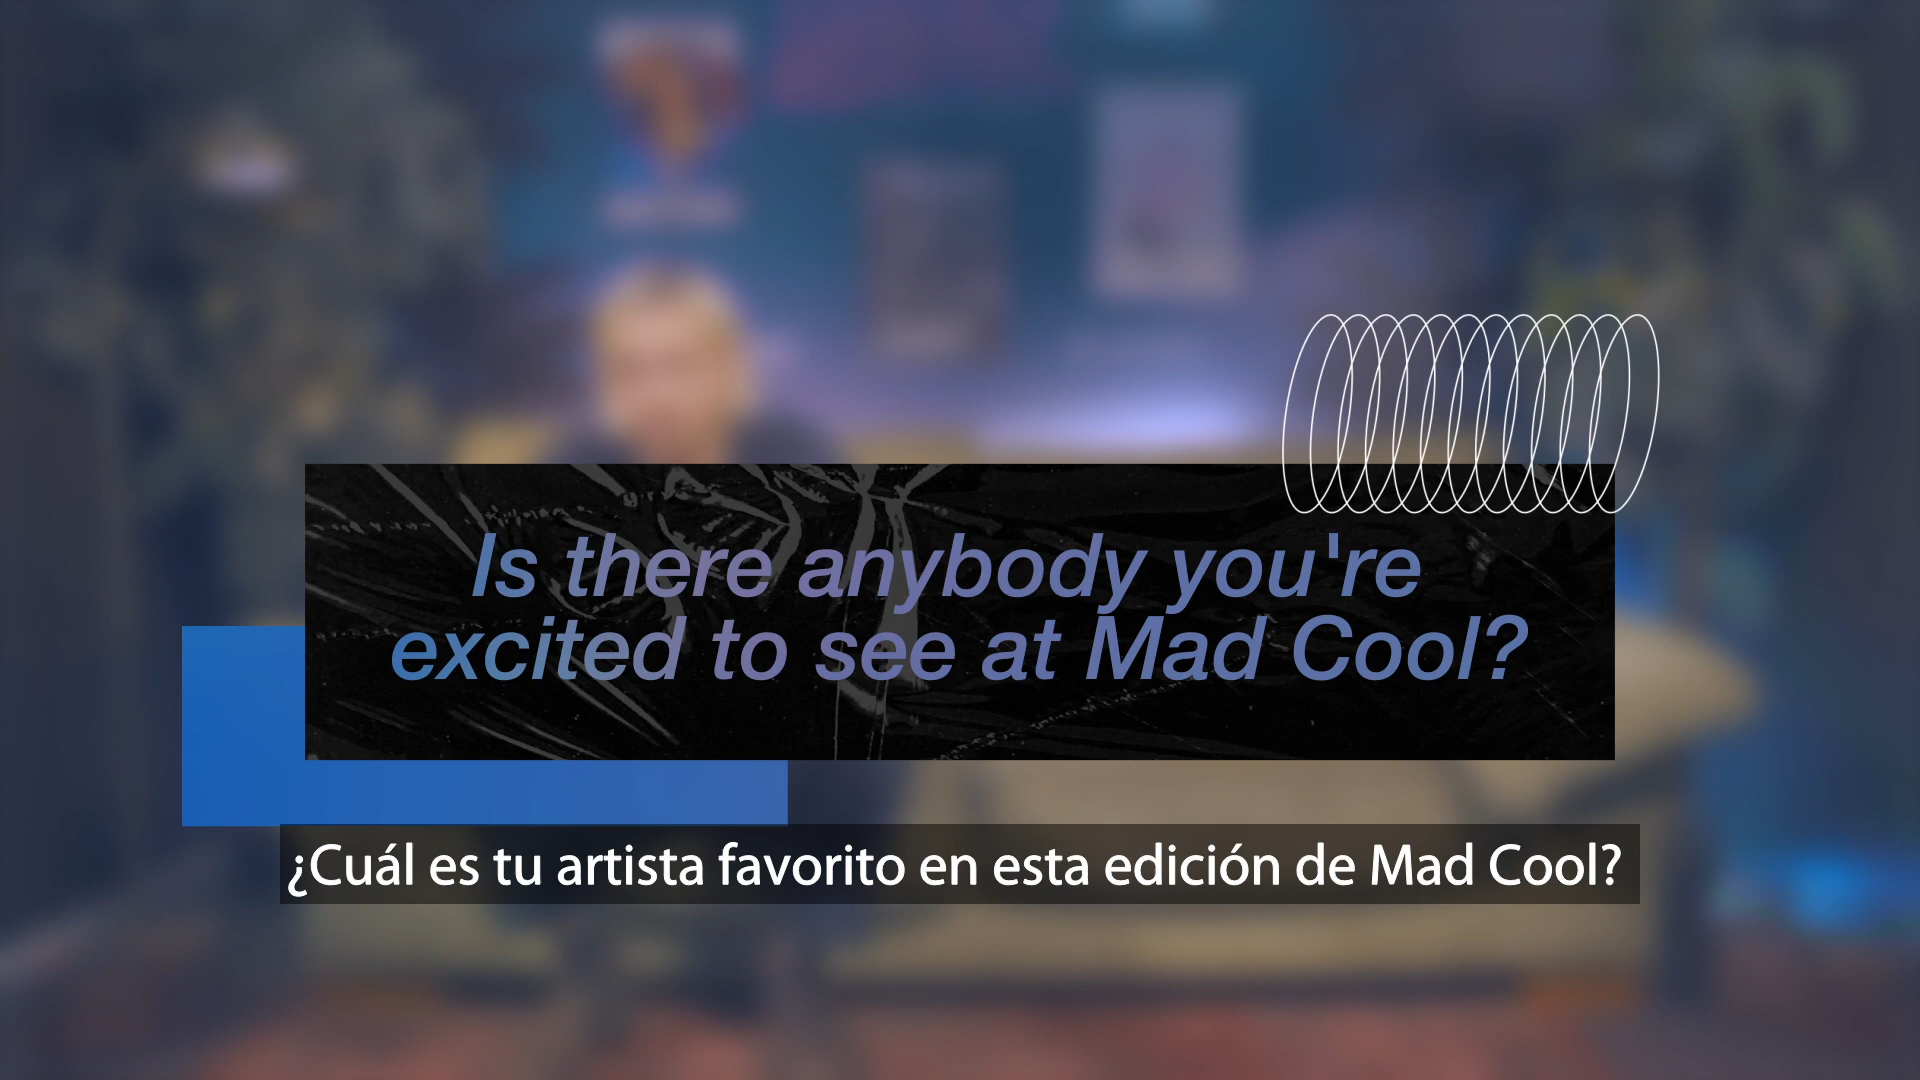 Is there anybody you're
excited to see at Mad Cool?
¿Cuál es tu artista favorito en esta edición de Mad Cool?